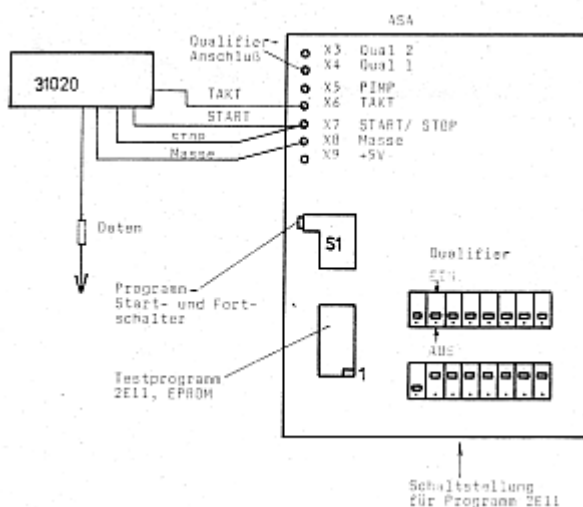 ASA
Qualifier-
Anschluß
X3 Qual 2
X4 Qual 1
X5 PIMP
X6 TAKT
X7 START/ STOP
X8 Masse
X9 +5V
31020
TAKT
START
STOP
Masse
Daten
S1
Programm-
Start- und Fort-
schalter
Qualifier
EIN
AUS
Testprogramm
2E11, EPROM
1
Schaltstellung
für Programm 2E11